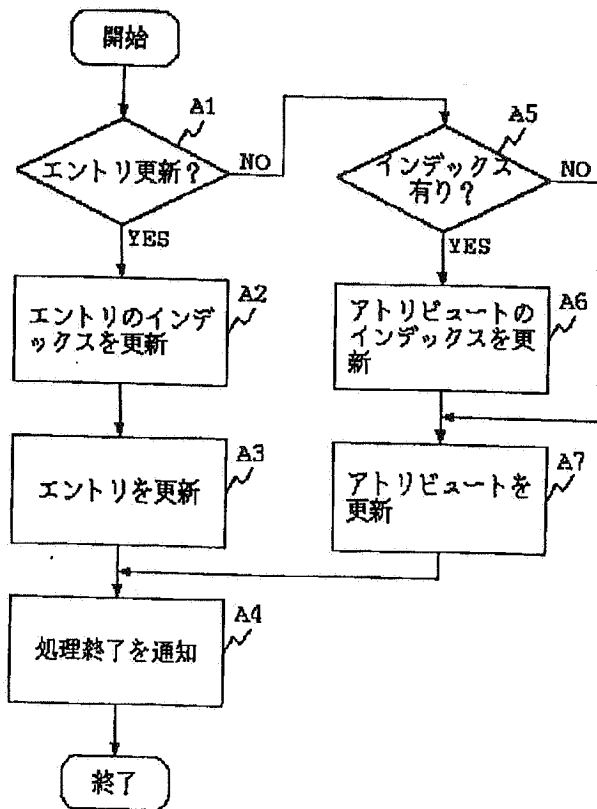 開始
A1
エントリ更新?
NO
YES
A2
エントリのインデ
ックスを更新
A3
エントリを更新
A4
処理終了を通知
終了
A5
インデックス
有り?
NO
YES
A6
アトリビュートの
インデックスを更
新
A7
アトリビュートを
更新